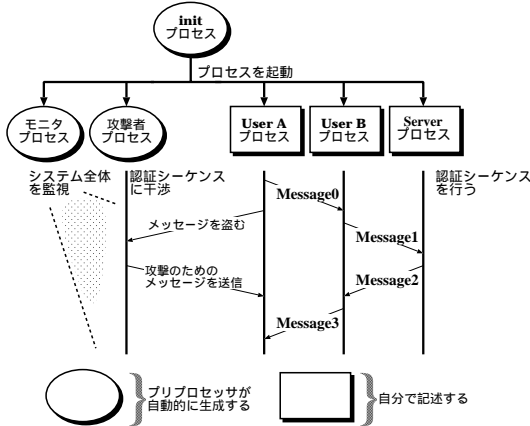 init
プロセス
プロセスを起動
モニタ
プロセス
攻撃者
プロセス
User A
プロセス
User B
プロセス
Server
プロセス
システム全体
を監視
認証シーケンス
に干渉
認証シーケンス
を行う
Message0
メッセージを盗む
Message1
攻撃のための
メッセージを送信
Message2
Message3
プリプロセッサが
自動的に生成する
自分で記述する